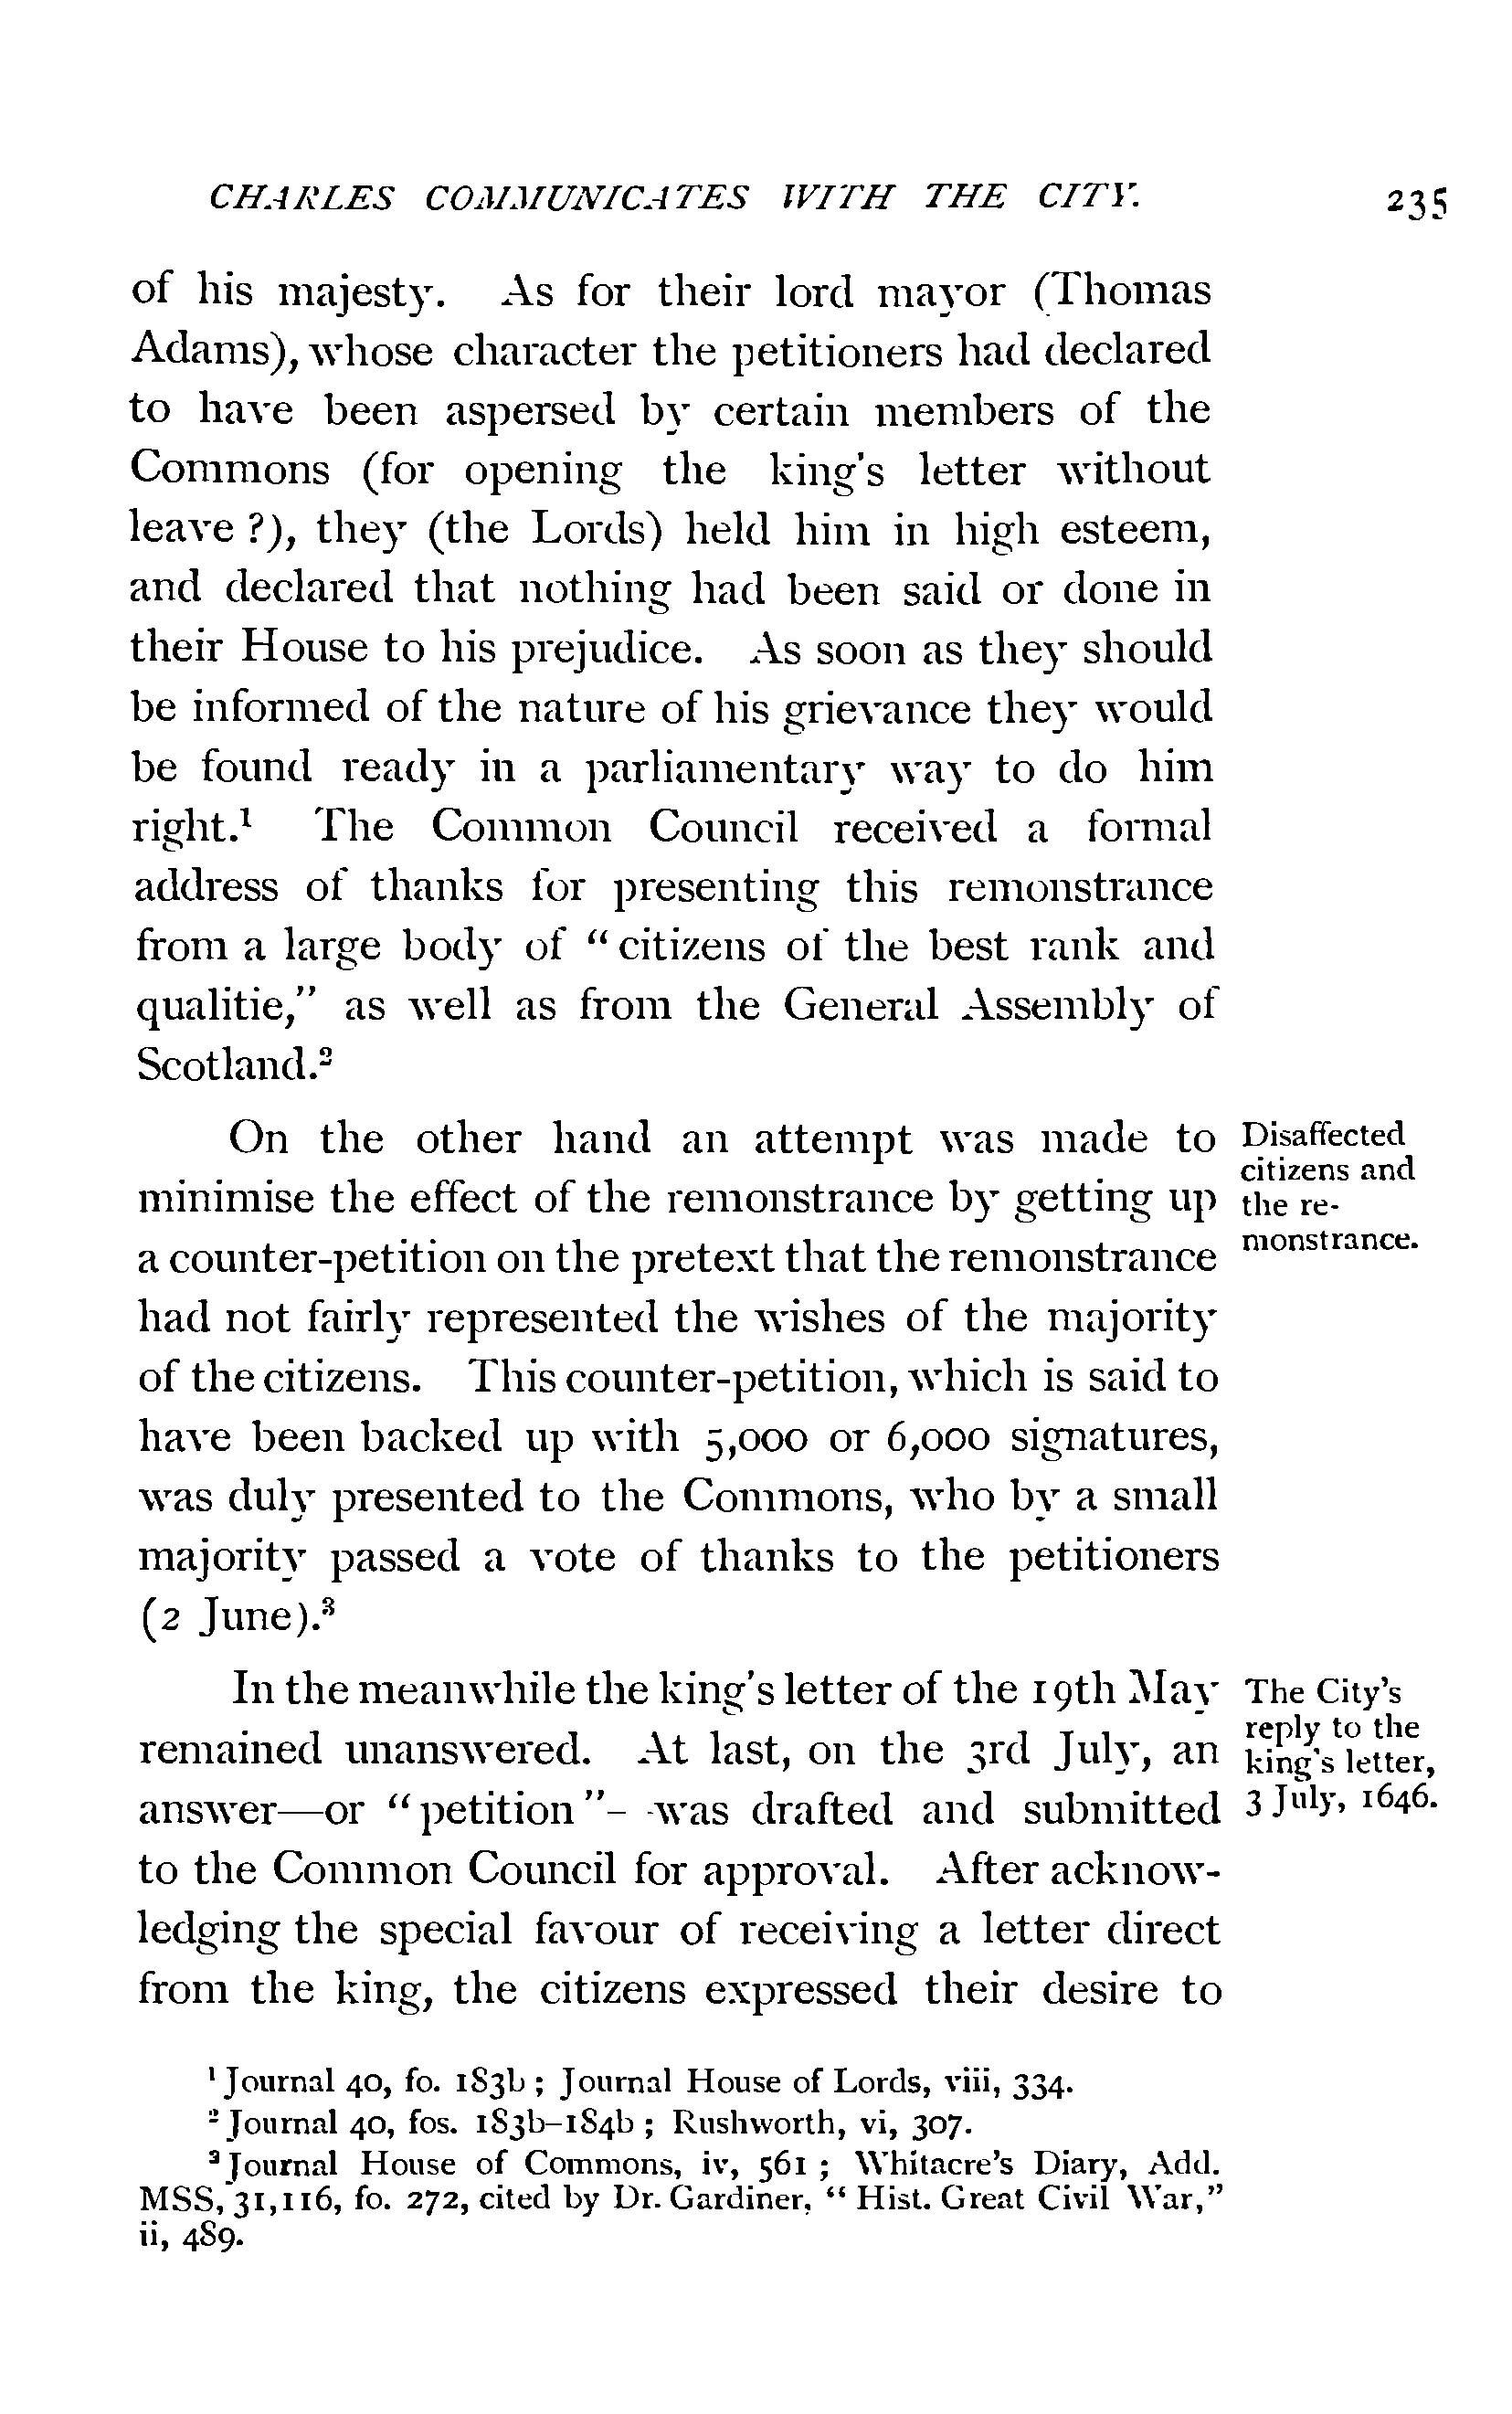 CHARLES COMMUNICATES WITH THE CITY. 235
of his majesty. As for their lord mayor (Thomas
Adams), whose character the petitioners had declared
to have been aspersed by certain members of the
Commons (for opening the king's letter without
leave ?), they (the Lords) held him in high esteem,
and declared that nothing had been said or done in
their House to his prejudice. As soon as they should
be informed of the nature of his grievance they would
be found ready in a parliamentary way to do him
right.¹ The Common Council received a formal
address of thanks for presenting this remonstrance
from a large body of “citizens of the best rank and
qualitie,” as well as from the General Assembly of
Scotland.²
On the other hand an attempt was made to
minimise the effect of the remonstrance by getting up
a counter-petition on the pretext that the remonstrance
had not fairly represented the wishes of the majority
of the citizens. This counter-petition, which is said to
have been backed up with 5,000 or 6,000 signatures,
was duly presented to the Commons, who by a small
majority passed a vote of thanks to the petitioners
(2 June).³
Disaffected
citizens and
the re-
monstrance.
In the meanwhile the king's letter of the 19th May
remained unanswered. At last, on the 3rd July, an
answer—or “petition”—was drafted and submitted
to the Common Council for approval. After acknow-
ledging the special favour of receiving a letter direct
from the king, the citizens expressed their desire to
The City's
reply to the
king's letter,
3 July, 1646.
¹ Journal 40, fo. 183b ; Journal House of Lords, viii, 334.
² Journal 40, fos. 183b–184b ; Rushworth, vi, 307.
³ Journal House of Commons, iv, 561 ; Whitacre's Diary, Add.
MSS, 31,116, fo. 272, cited by Dr. Gardiner, “Hist. Great Civil War,”
ii, 489.